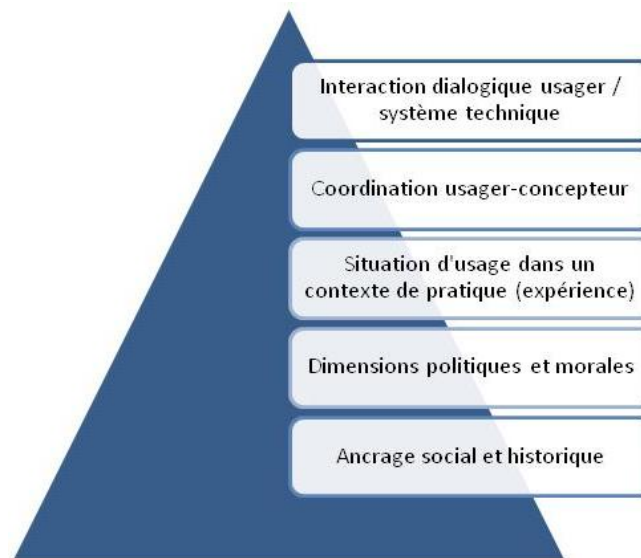 Interaction dialogique usager /
système technique
Coordination usager-concepteur
Situation d'usage dans un
contexte de pratique (expérience)
Dimensions politiques et morales
Ancrage social et historique